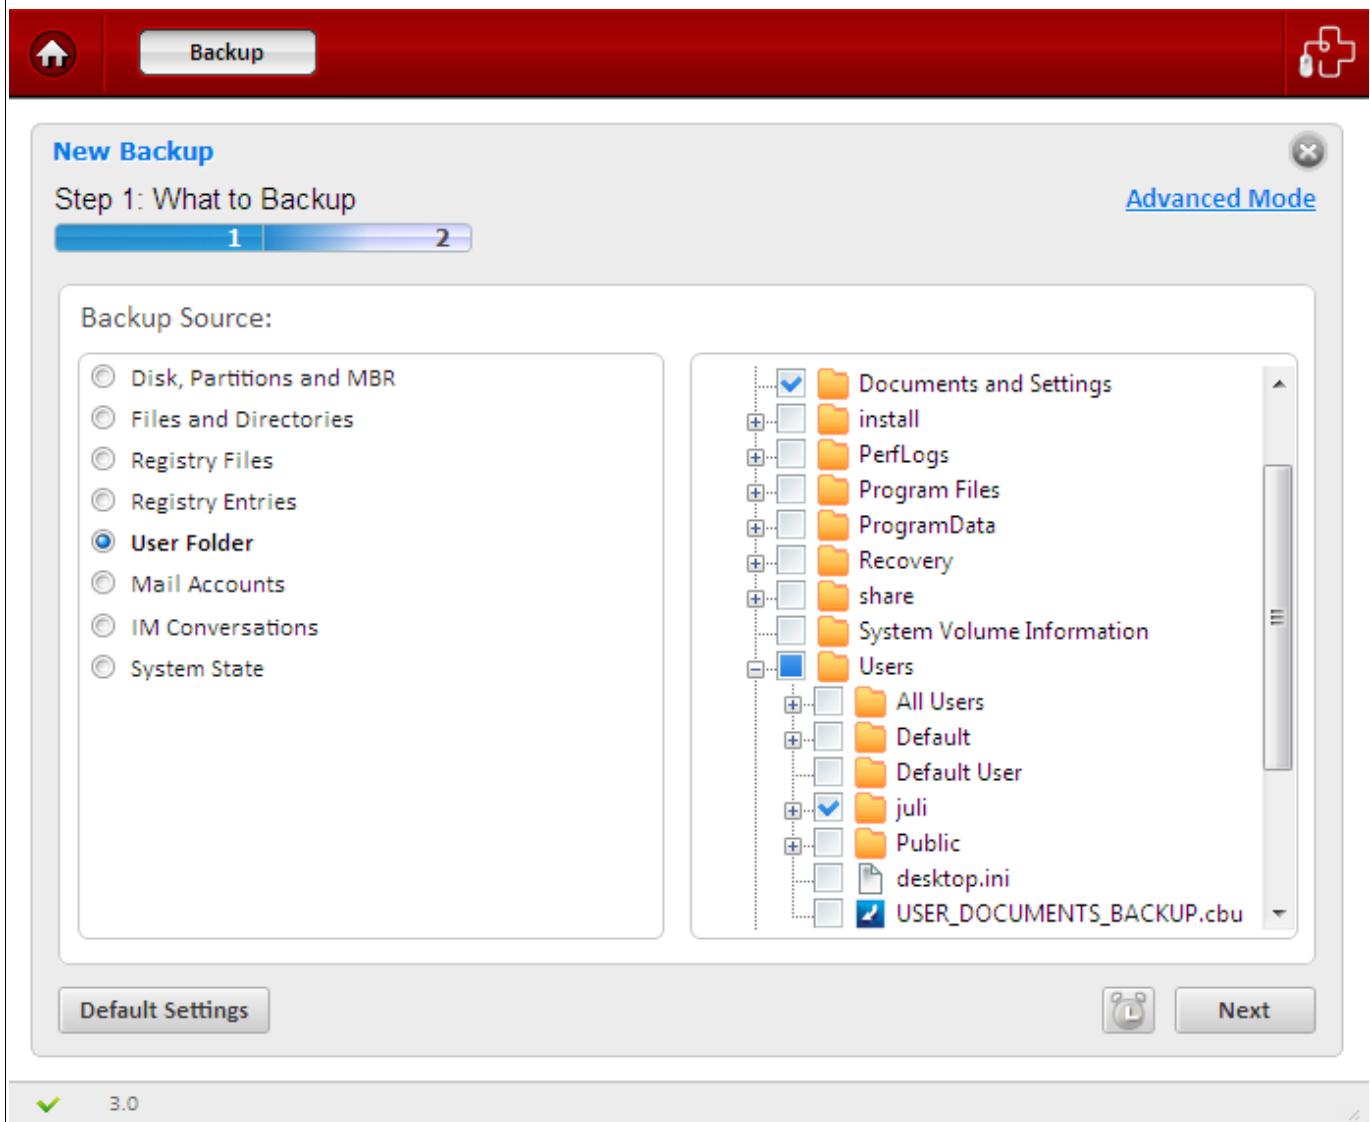 Backup
New Backup
Step 1: What to Backup
Advanced Mode
1 2
Backup Source:
Disk, Partitions and MBR
Files and Directories
Registry Files
Registry Entries
User Folder
Mail Accounts
IM Conversations
System State
Documents and Settings
install
PerfLogs
Program Files
ProgramData
Recovery
share
System Volume Information
Users
All Users
Default
Default User
juli
Public
desktop.ini
USER_DOCUMENTS_BACKUP.cbu
Default Settings
Next
3.0